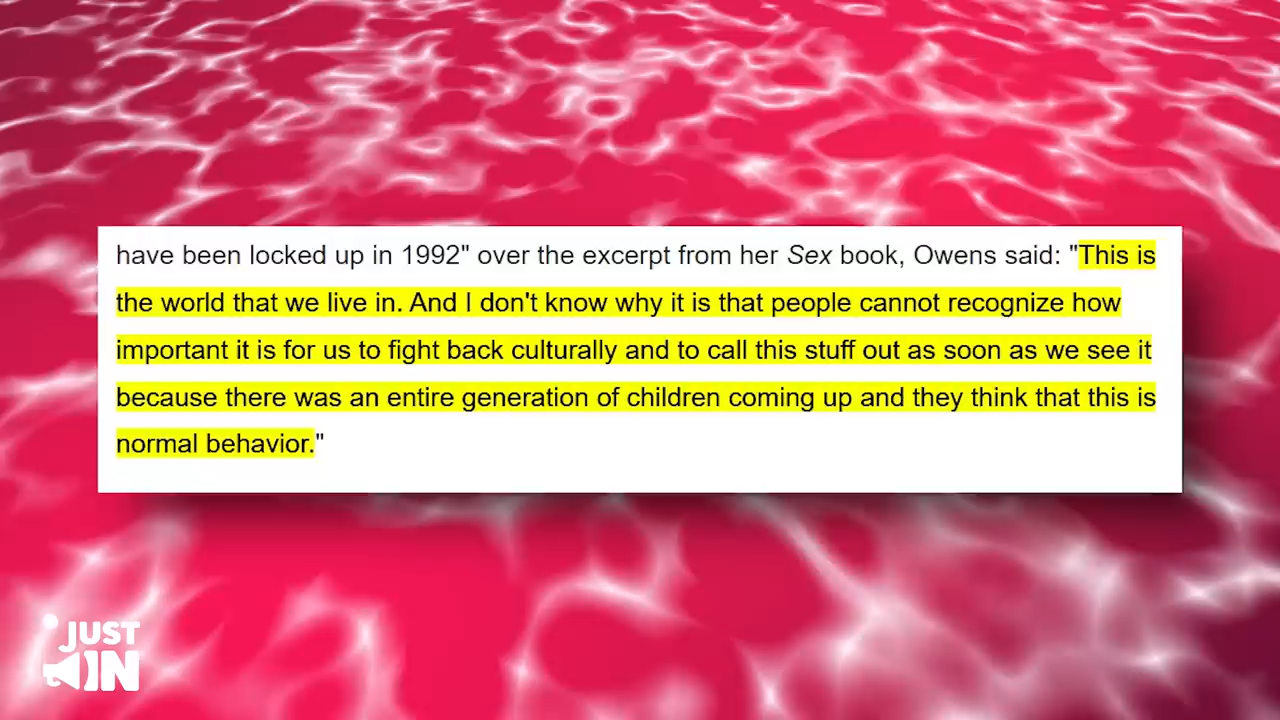 have been locked up in 1992" over the excerpt from her Sex book, Owens said: "This is
the world that we live in. And I don't know why it is that people cannot recognize how
important it is for us to fight back culturally and to call this stuff out as soon as we see it
because there was an entire generation of children coming up and they think that this is
normal behavior."
JUST
IN